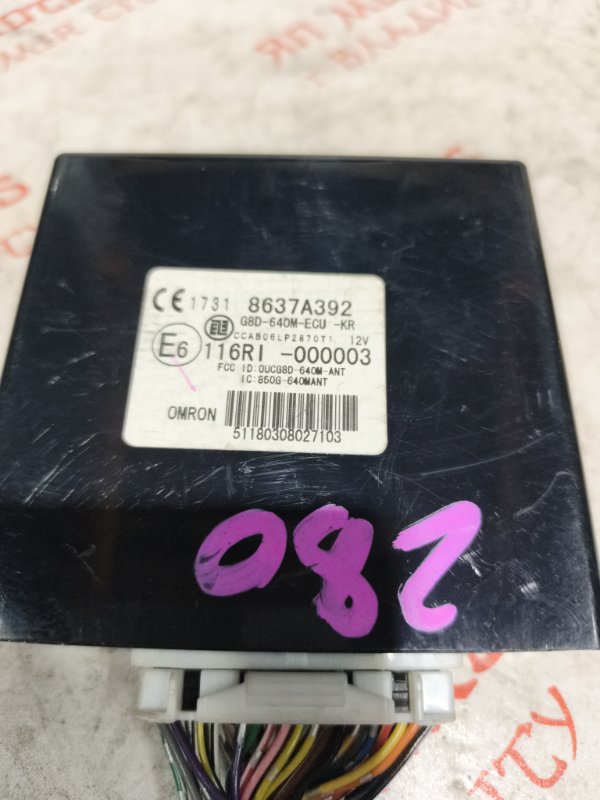 CE 1731 8637A392
G8D-640M-ECU -KR
CCAB06LP2870T1 12V
E6 116RI -000003
FCC ID:OUCG8D-640M-ANT
IC:850G-640MANT
OMRON
51180308027103
082